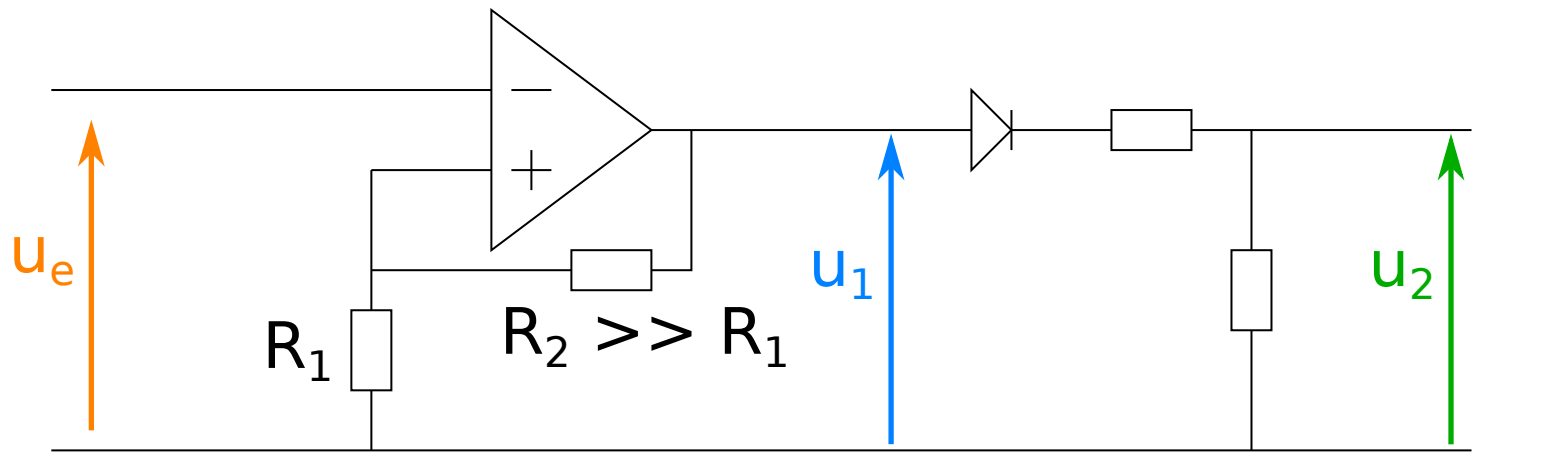 −
+
uₑ
u₁
u₂
R₁
R₂ >> R₁